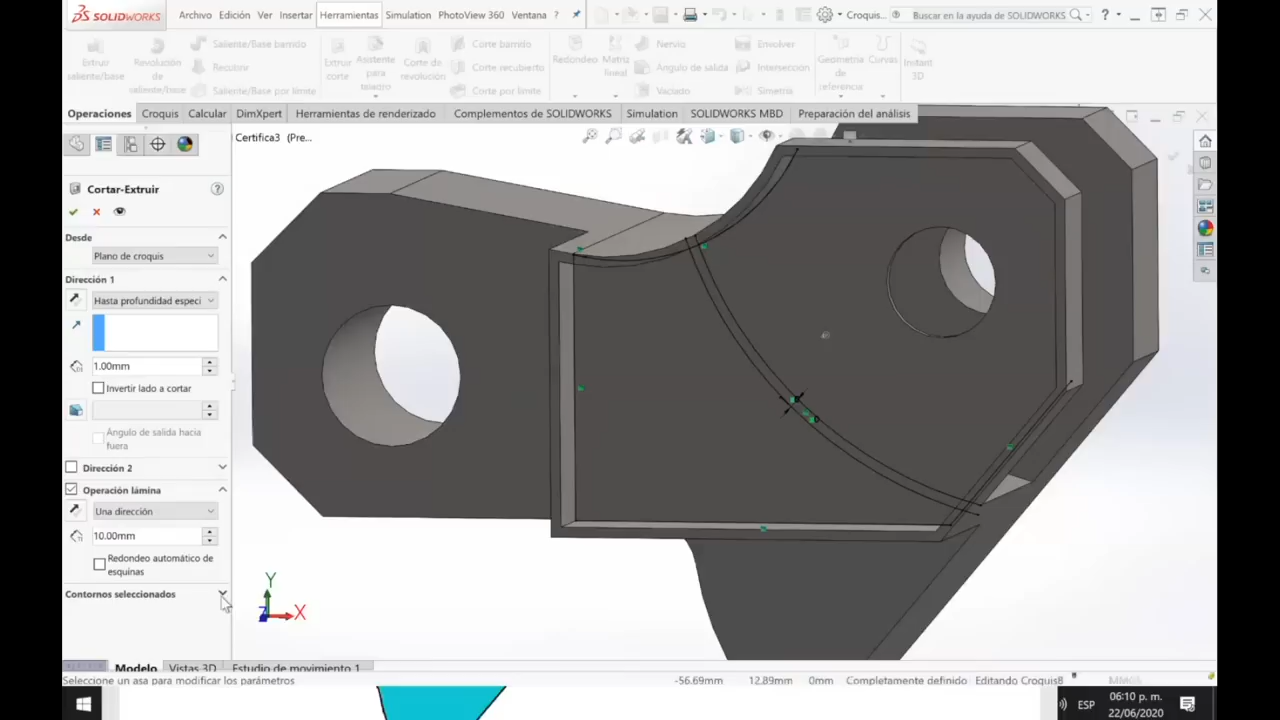 SOLIDWORKS
Archivo Edición Ver Insertar Herramientas Simulation PhotoView 360 Ventana ?
Croquis...
Buscar en la ayuda de SOLIDWORKS
?
Extruir saliente/base
Revolución de saliente/base
Saliente/Base barrido
Recubrir
Saliente/Base por límite
Extruir corte
Asistente para
Corte de revolución
Corte barrido
Corte recubierto
Corte por límite
Redondeo
Matriz lineal
Nervio
Ángulo de salida
Vaciado
Envolver
Intersección
Simetría
Geometría de referencia
Curvas
Instant 3D
Operaciones Croquis Calcular DimXpert Herramientas de renderizado Complementos de SOLIDWORKS Simulation SOLIDWORKS MBD Preparación del análisis
Certifica3 (Pre...
Cortar-Extruir
?
Desde
Plano de croquis
Dirección 1
Hasta profundidad especi
1.00mm
Invertir lado a cortar
Ángulo de salida hacia fuera
Dirección 2
Operación lámina
Una dirección
10.00mm
Redondeo automático de esquinas
Contornos seleccionados
Y
Z
X
Modelo Vistas 3D Estudio de movimiento 1
Seleccione un asa para modificar los parámetros
-56.69mm 12.89mm 0mm Completamente definido Editando Croquis8
ESP
06:10 p. m.
22/06/2020